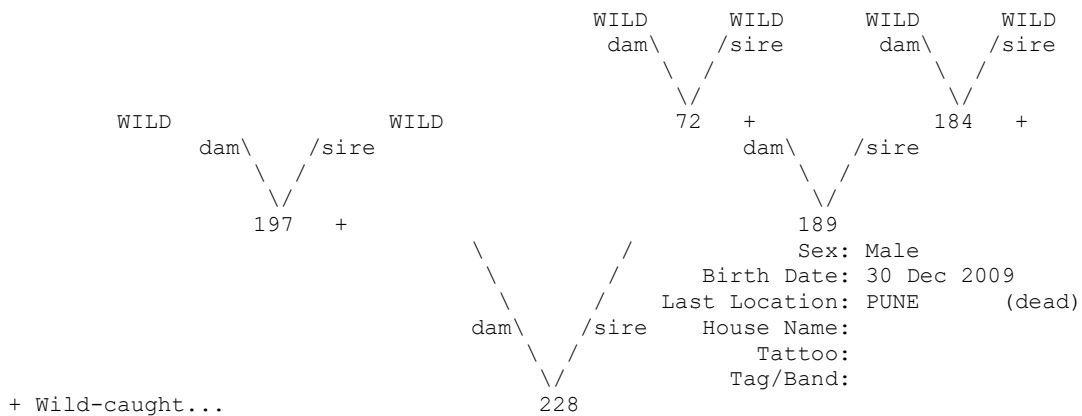 WILD WILD WILD WILD
dam\ /sire dam\ /sire
\ / \ /
\/ \/
WILD WILD 72 + 184 +
dam\ /sire dam\ /sire
\ / \ /
\/ \/
197 + 189
\ / Sex: Male
\ / Birth Date: 30 Dec 2009
\ / Last Location: PUNE (dead)
dam\ /sire House Name:
\ / Tattoo:
\/ Tag/Band:
+ Wild-caught... 228